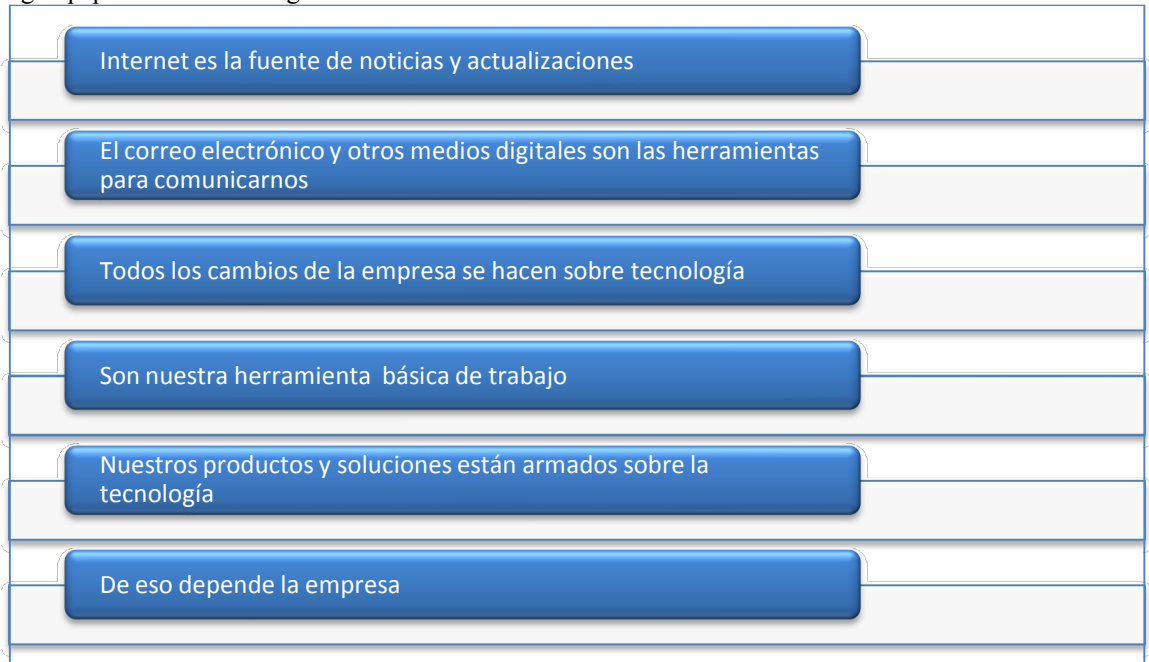 Internet es la fuente de noticias y actualizaciones
El correo electrónico y otros medios digitales son las herramientas
para comunicarnos
Todos los cambios de la empresa se hacen sobre tecnología
Son nuestra herramienta básica de trabajo
Nuestros productos y soluciones están armados sobre la
tecnología
De eso depende la empresa